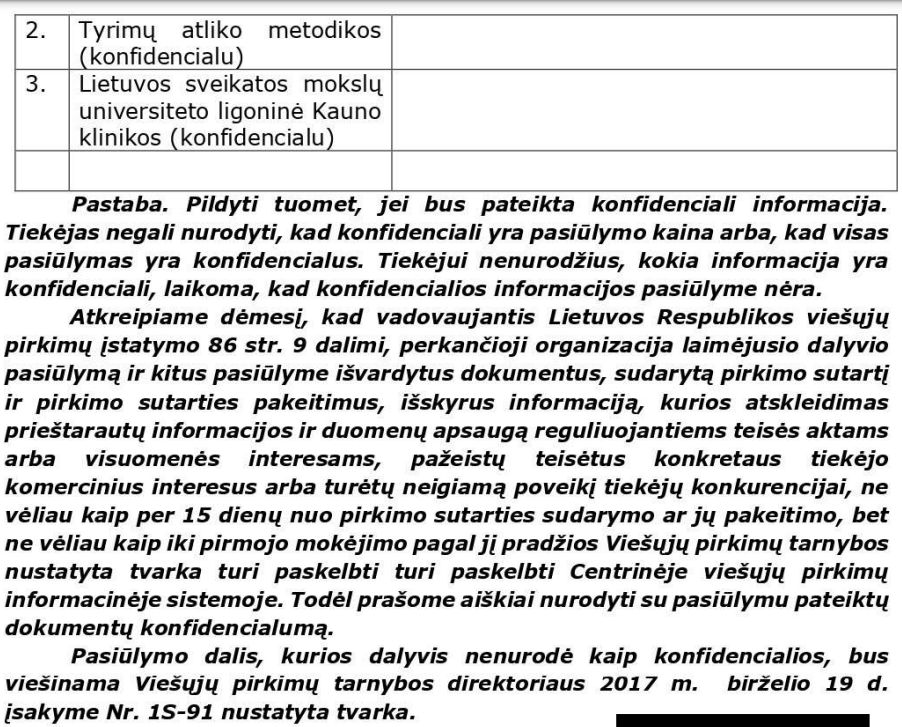 2. Tyrimų atliko metodikos
(konfidencialu)
3. Lietuvos sveikatos mokslų
universiteto ligoninė Kauno
klinikos (konfidencialu)
Pastaba. Pildyti tuomet, jei bus pateikta konfidenciali informacija.
Tiekėjas negali nurodyti, kad konfidenciali yra pasiūlymo kaina arba, kad visas
pasiūlymas yra konfidencialus. Tiekėjui nenurodžius, kokia informacija yra
konfidenciali, laikoma, kad konfidencialios informacijos pasiūlyme nėra.
Atkreipiame dėmesį, kad vadovaujantis Lietuvos Respublikos viešųjų
pirkimų įstatymo 86 str. 9 dalimi, perkančioji organizacija laimėjusio dalyvio
pasiūlymą ir kitus pasiūlyme išvardytus dokumentus, sudarytą pirkimo sutartį
ir pirkimo sutarties pakeitimus, išskyrus informaciją, kurios atskleidimas
prieštarautų informacijos ir duomenų apsaugą reguliuojantiems teisės aktams
arba visuomenės interesams, pažeistų teisėtus konkretaus tiekėjo
komercinius interesus arba turėtų neigiamą poveikį tiekėjų konkurencijai, ne
vėliau kaip per 15 dienų nuo pirkimo sutarties sudarymo ar jų pakeitimo, bet
ne vėliau kaip iki pirmojo mokėjimo pagal jį pradžios Viešųjų pirkimų tarnybos
nustatyta tvarka turi paskelbti turi paskelbti Centrinėje viešųjų pirkimų
informacinėje sistemoje. Todėl prašome aiškiai nurodyti su pasiūlymu pateiktų
dokumentų konfidencialumą.
Pasiūlymo dalis, kurios dalyvis nenurodė kaip konfidencialios, bus
viešinama Viešųjų pirkimų tarnybos direktoriaus 2017 m. birželio 19 d.
įsakyme Nr. 1S-91 nustatyta tvarka.